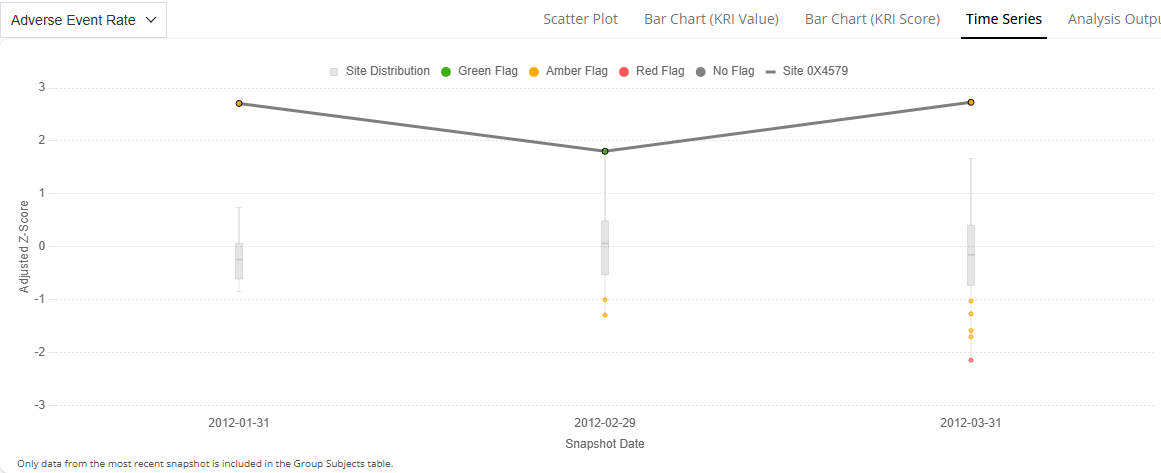 Adverse Event Rate
Scatter Plot Bar Chart (KRI Value) Bar Chart (KRI Score) Time Series Analysis Outpu
Site Distribution Green Flag Amber Flag Red Flag No Flag Site 0X4579
3
2
1
0
-1
-2
-3
Adjusted Z-Score
2012-01-31 2012-02-29 2012-03-31
Snapshot Date
Only data from the most recent snapshot is included in the Group Subjects table.